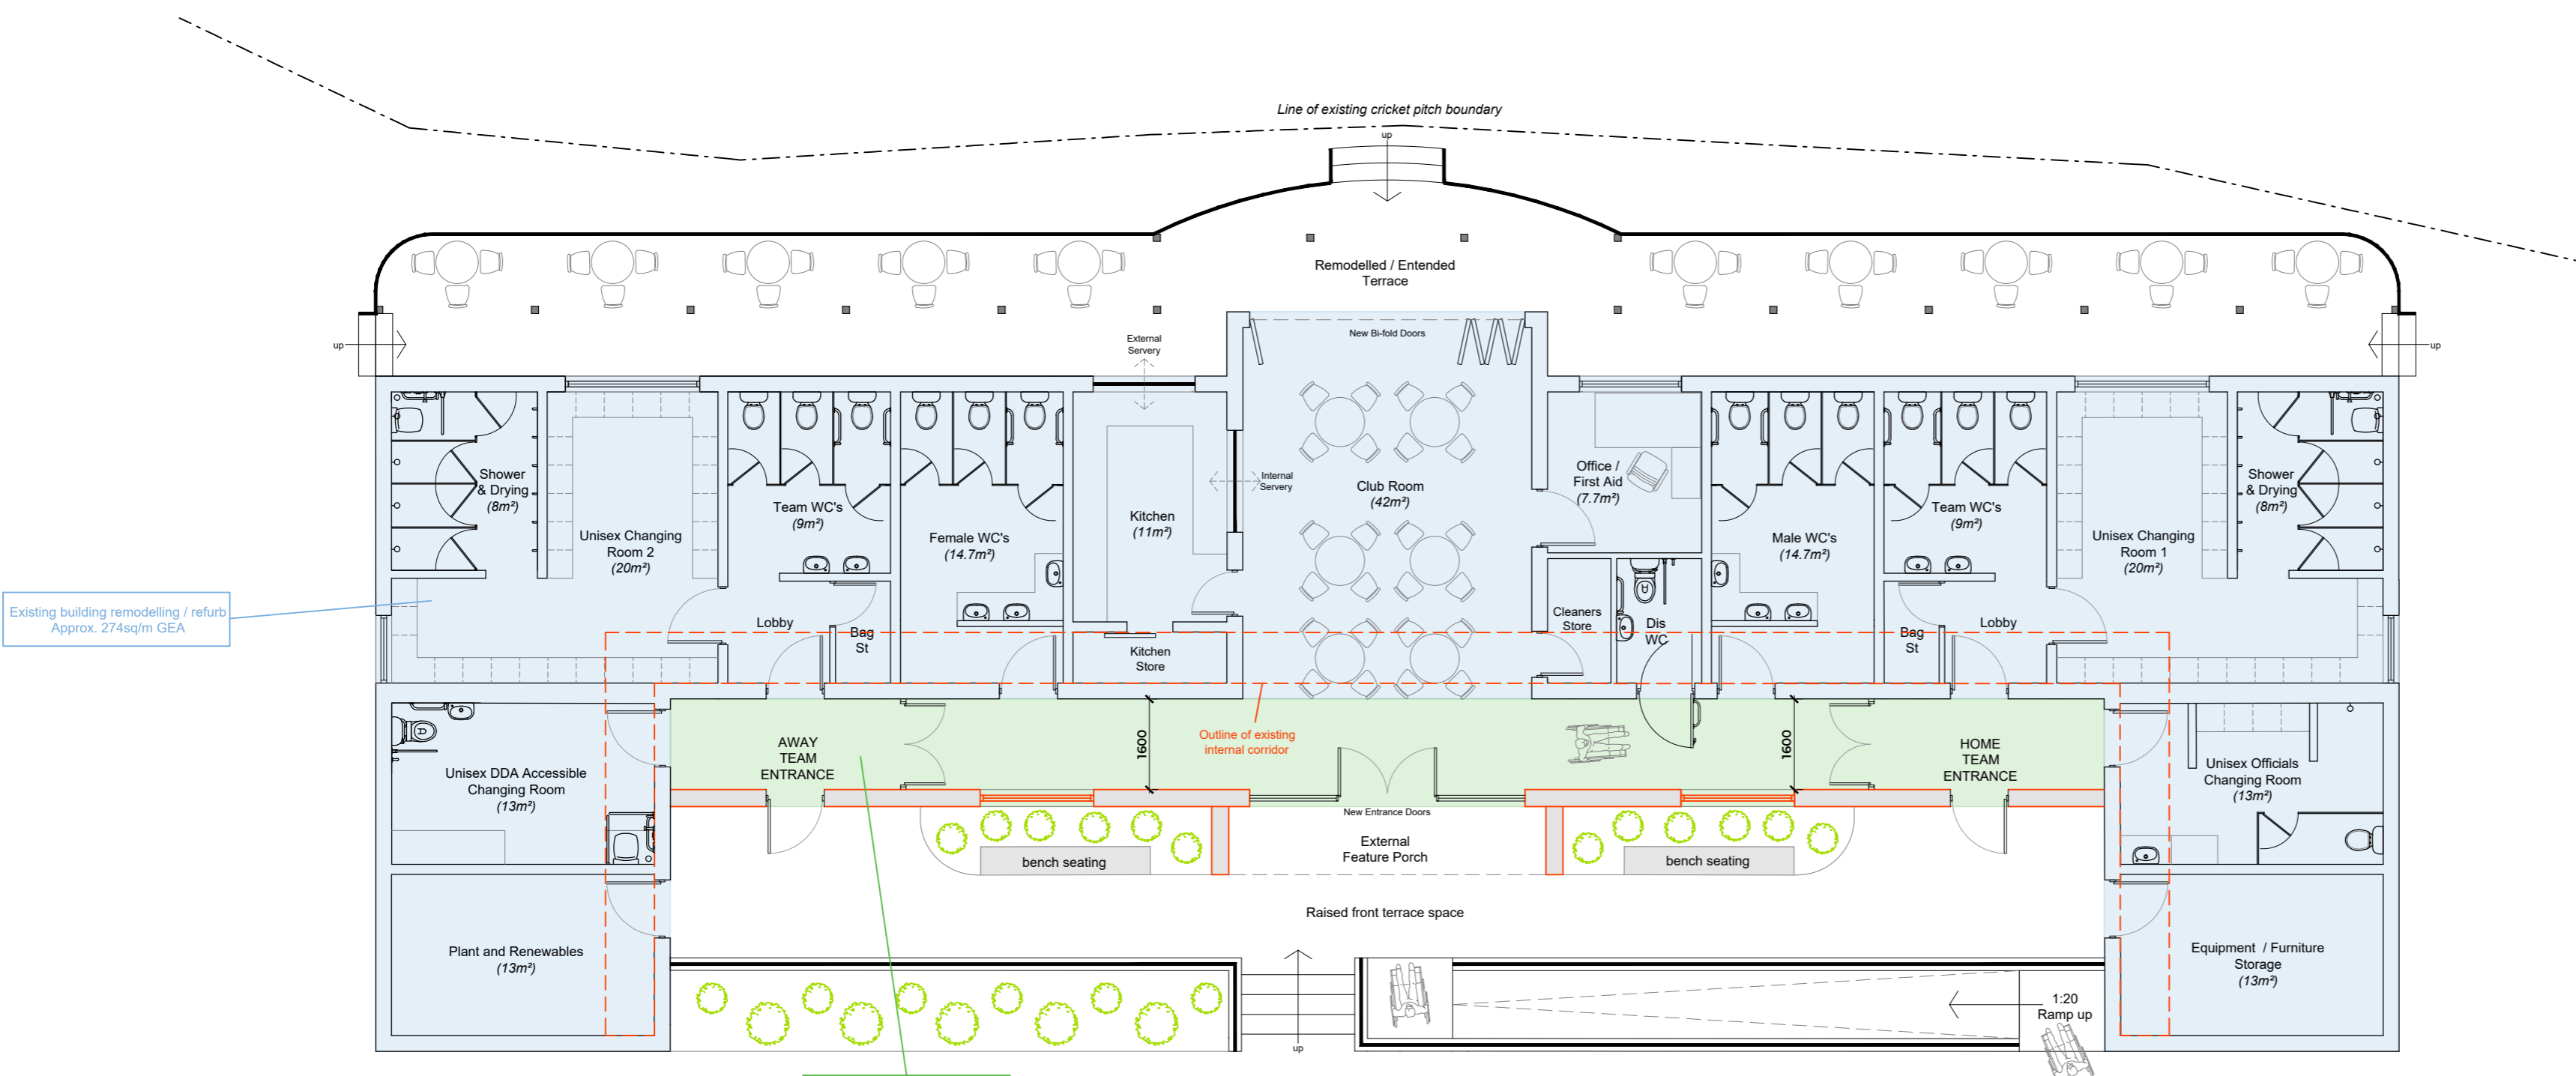 Line of existing cricket pitch boundary
up
Remodelled / Entended
Terrace
New Bi-fold Doors
External
Servery
up
up
Shower
& Drying
(8m²)
Unisex Changing
Room 2
(20m²)
Team WC's
(9m²)
Female WC's
(14.7m²)
Kitchen
(11m²)
Internal
Servery
Club Room
(42m²)
Office /
First Aid
(7.7m²)
Male WC's
(14.7m²)
Team WC's
(9m²)
Unisex Changing
Room 1
(20m²)
Shower
& Drying
(8m²)
Existing building remodelling / refurb
Approx. 274sq/m GEA
Lobby
Bag
St
Kitchen
Store
Cleaners
Store
Dis
WC
Bag
St
Lobby
AWAY
TEAM
ENTRANCE
1600
Outline of existing
internal corridor
1600
HOME
TEAM
ENTRANCE
Unisex DDA Accessible
Changing Room
(13m²)
Unisex Officials
Changing Room
(13m²)
New Entrance Doors
External
Feature Porch
bench seating
bench seating
Raised front terrace space
Plant and Renewables
(13m²)
Equipment / Furniture
Storage
(13m²)
1:20
Ramp up
up